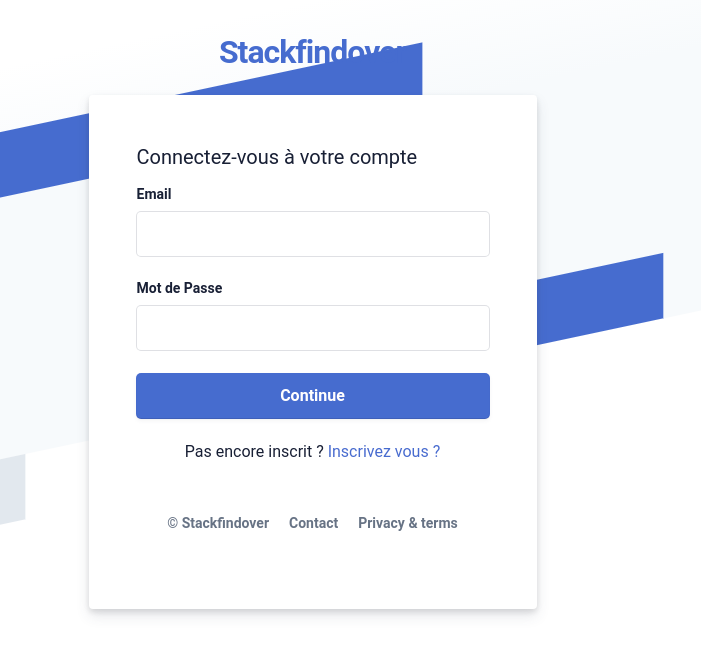 Stackfindover
Connectez-vous à votre compte
Email
Mot de Passe
Continue
Pas encore inscrit ? Inscrivez vous ?
© Stackfindover Contact Privacy & terms